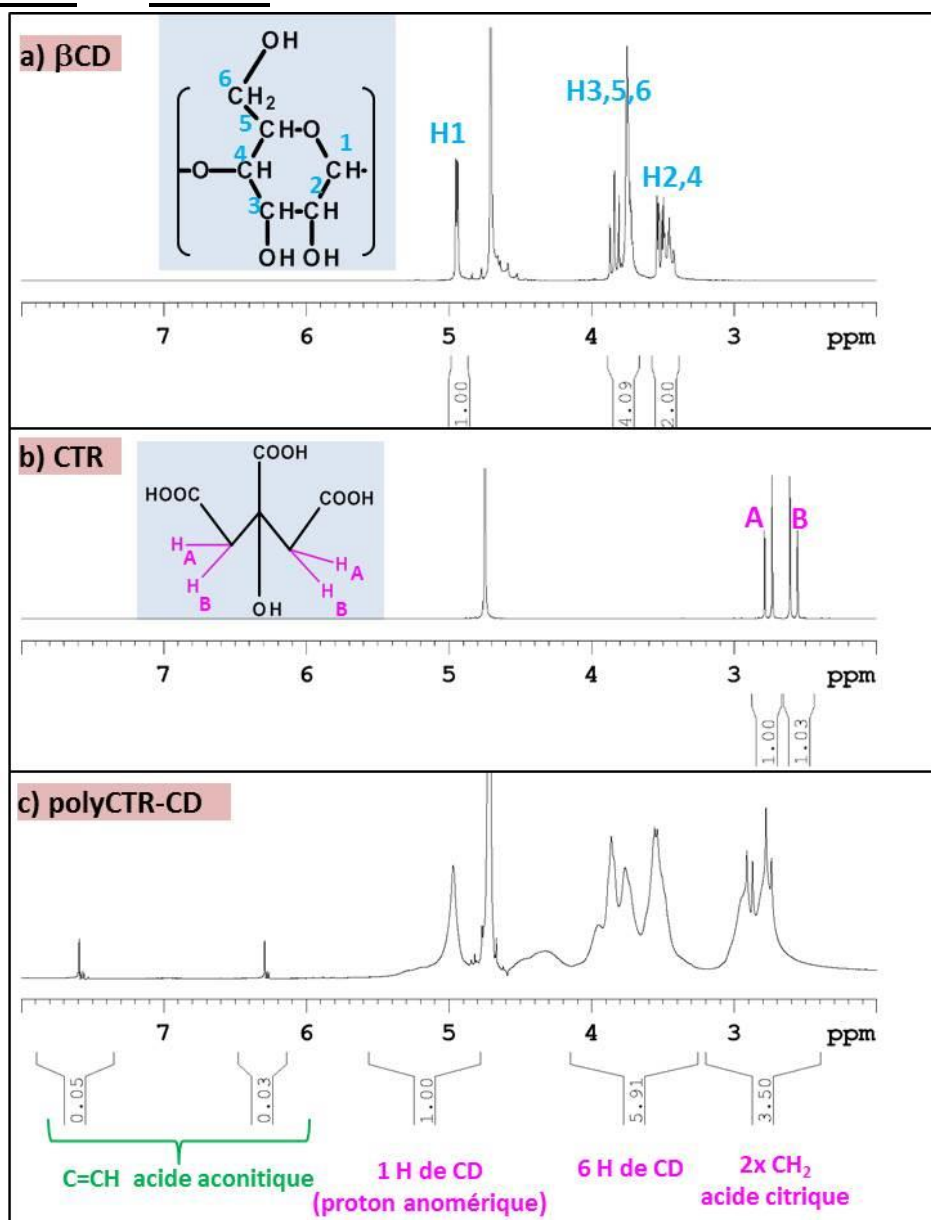 a) βCD
OH
6
CH2
5
CH-O
1
4
O
CH
CH
2
3
CH-CH
OH OH
H1
H3,5,6
H2,4
7 6 5 4 3 ppm
1.00
4.09
2.00
b) CTR
COOH
HOOC
COOH
H A
H A
H B
H B
OH
A
B
7 6 5 4 3 ppm
1.00
1.03
c) polyCTR-CD
7 6 5 4 3 ppm
0.05
0.03
1.00
5.91
3.50
C=CH acide aconitique
1 H de CD
(proton anomérique)
6 H de CD
2x CH2
acide citrique